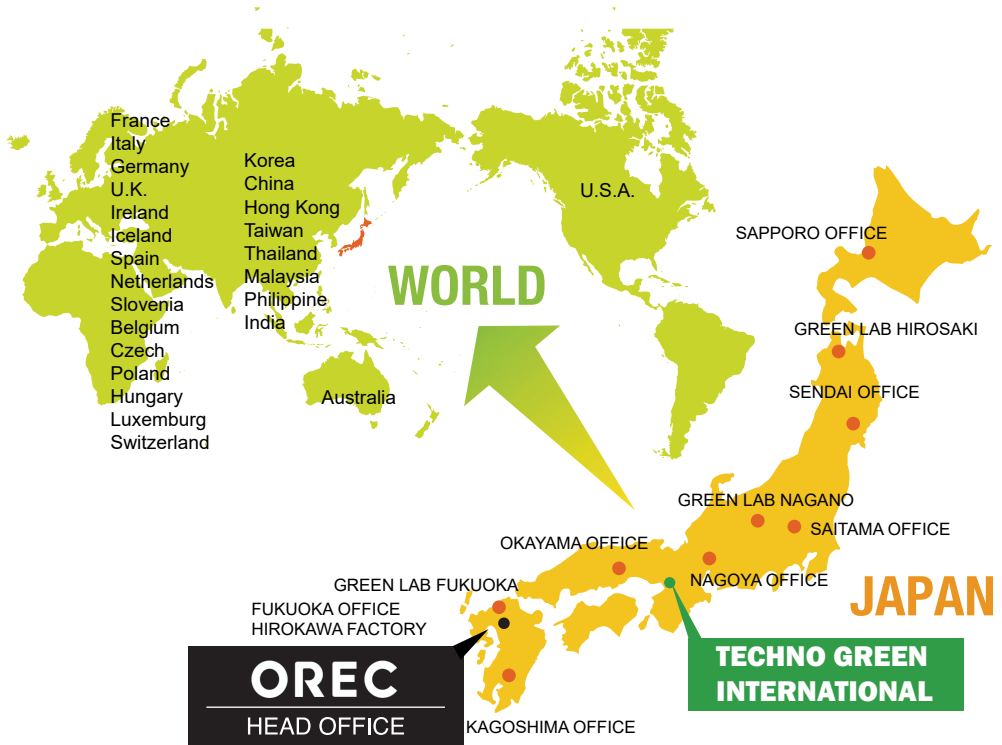 France
Italy
Germany
U.K.
Ireland
Iceland
Spain
Netherlands
Slovenia
Belgium
Czech
Poland
Hungary
Luxemburg
Switzerland
Korea
China
Hong Kong
Taiwan
Thailand
Malaysia
Philippine
India
Australia
U.S.A.
WORLD
SAPPORO OFFICE
GREEN LAB HIROSAKI
SENDAI OFFICE
GREEN LAB NAGANO
SAITAMA OFFICE
OKAYAMA OFFICE
NAGOYA OFFICE
GREEN LAB FUKUOKA
FUKUOKA OFFICE
HIROKAWA FACTORY
JAPAN
OREC
HEAD OFFICE
TECHNO GREEN
INTERNATIONAL
KAGOSHIMA OFFICE